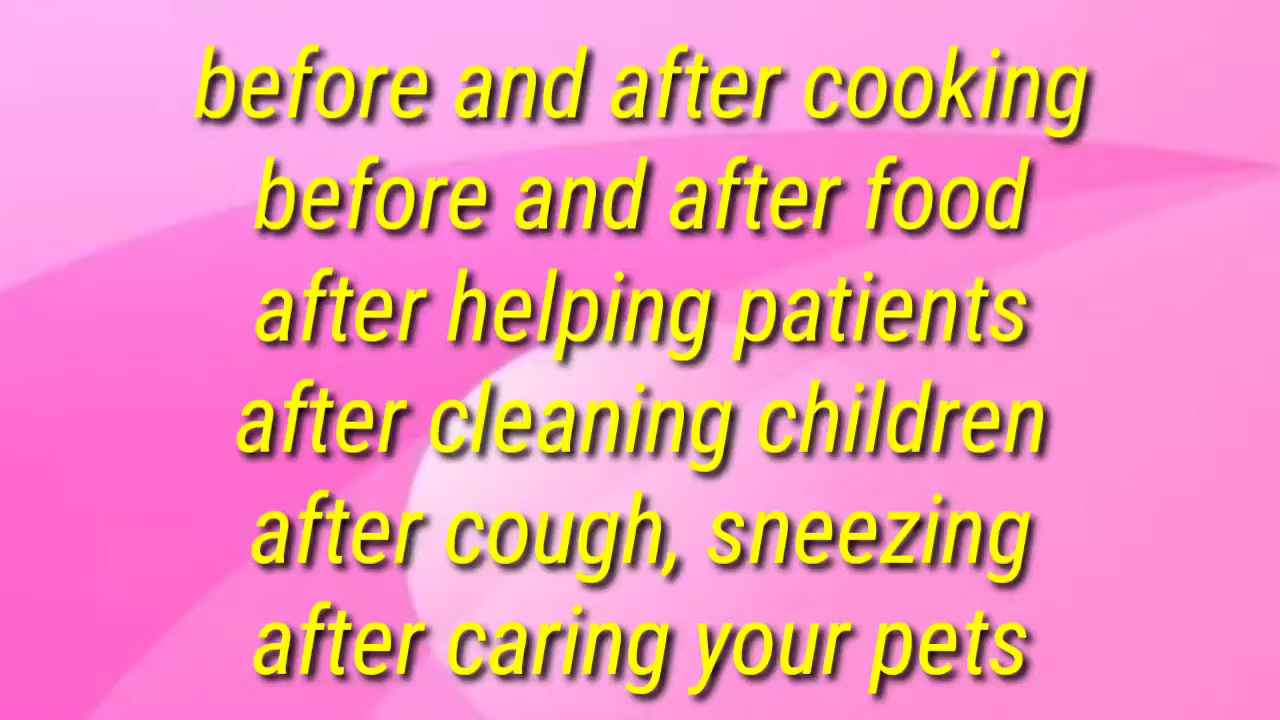 before and after cooking
before and after food
after helping patients
after cleaning children
after cough, sneezing
after caring your pets